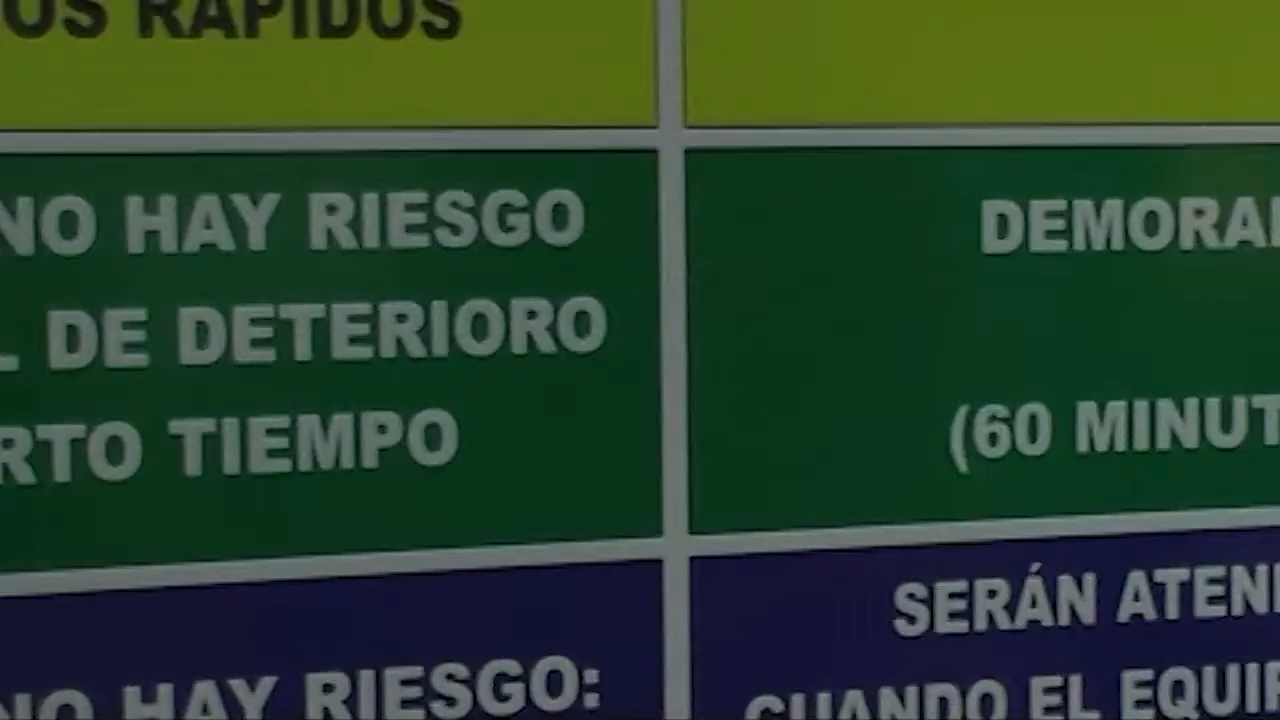 OS RÁPIDOS
NO HAY RIESGO
L DE DETERIORO
RTO TIEMPO
DEMORA
(60 MINUT
NO HAY RIESGO:
SERÁN ATEN
CUANDO EL EQUIP